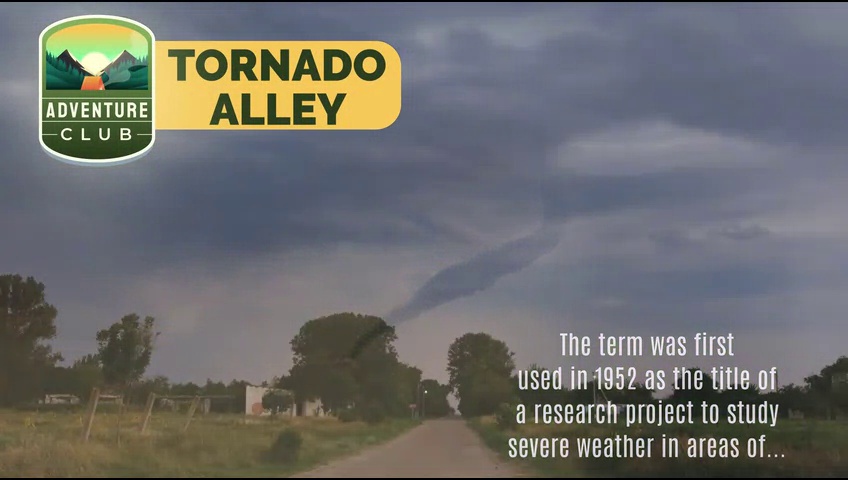 ADVENTURE
CLUB
TORNADO
ALLEY
The term was first
used in 1952 as the title of
a research project to study
severe weather in areas of...